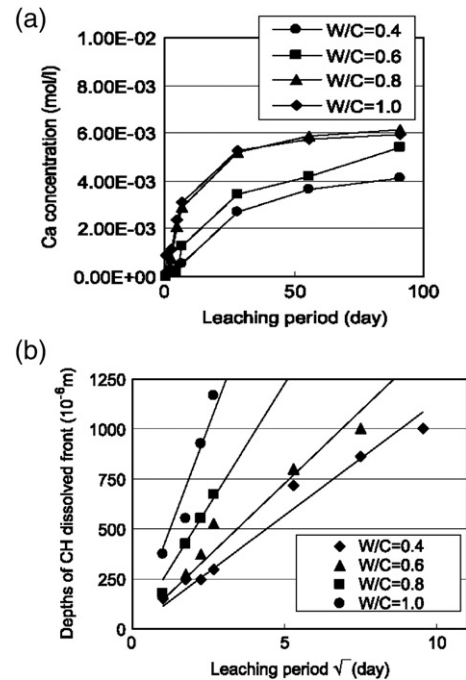 (a)
W/C=0.4
W/C=0.6
W/C=0.8
W/C=1.0
1.00E-02
8.00E-03
6.00E-03
4.00E-03
2.00E-03
0.00E+00
Ca concentration (mol/l)
0 50 100
Leaching period (day)
(b)
1250
1000
750
500
250
0
Depths of CH dissolved front (10⁻⁶m)
W/C=0.4
W/C=0.6
W/C=0.8
W/C=1.0
0 5 10
Leaching period √(day)